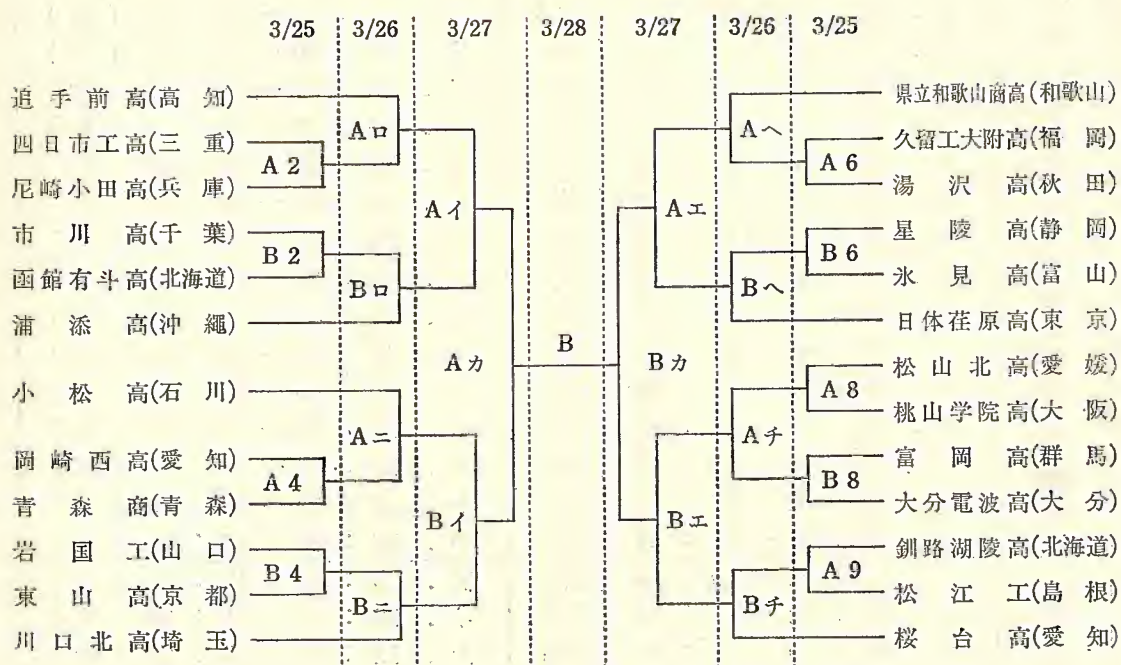 3/25 3/26 3/27 3/28 3/27 3/26 3/25
追手前高(高知)
四日市工高(三重)
尼崎小田高(兵庫)
市川高(千葉)
函館有斗高(北海道)
浦添高(沖縄)
小松高(石川)
岡崎西高(愛知)
青森商(青森)
岩国工(山口)
東山高(京都)
川口北高(埼玉)
A2
B2
A4
B4
Aロ
Bロ
Aニ
Bニ
Aイ
Bイ
Aカ
B
Bカ
Aエ
Bエ
Aヘ
Bヘ
Aチ
Bチ
A6
B6
A8
B8
A9
県立和歌山商高(和歌山)
久留工大附高(福岡)
湯沢高(秋田)
星陵高(静岡)
氷見高(富山)
日体荏原高(東京)
松山北高(愛媛)
桃山学院高(大阪)
富岡高(群馬)
大分電波高(大分)
釧路湖陵高(北海道)
松江工(島根)
桜台高(愛知)